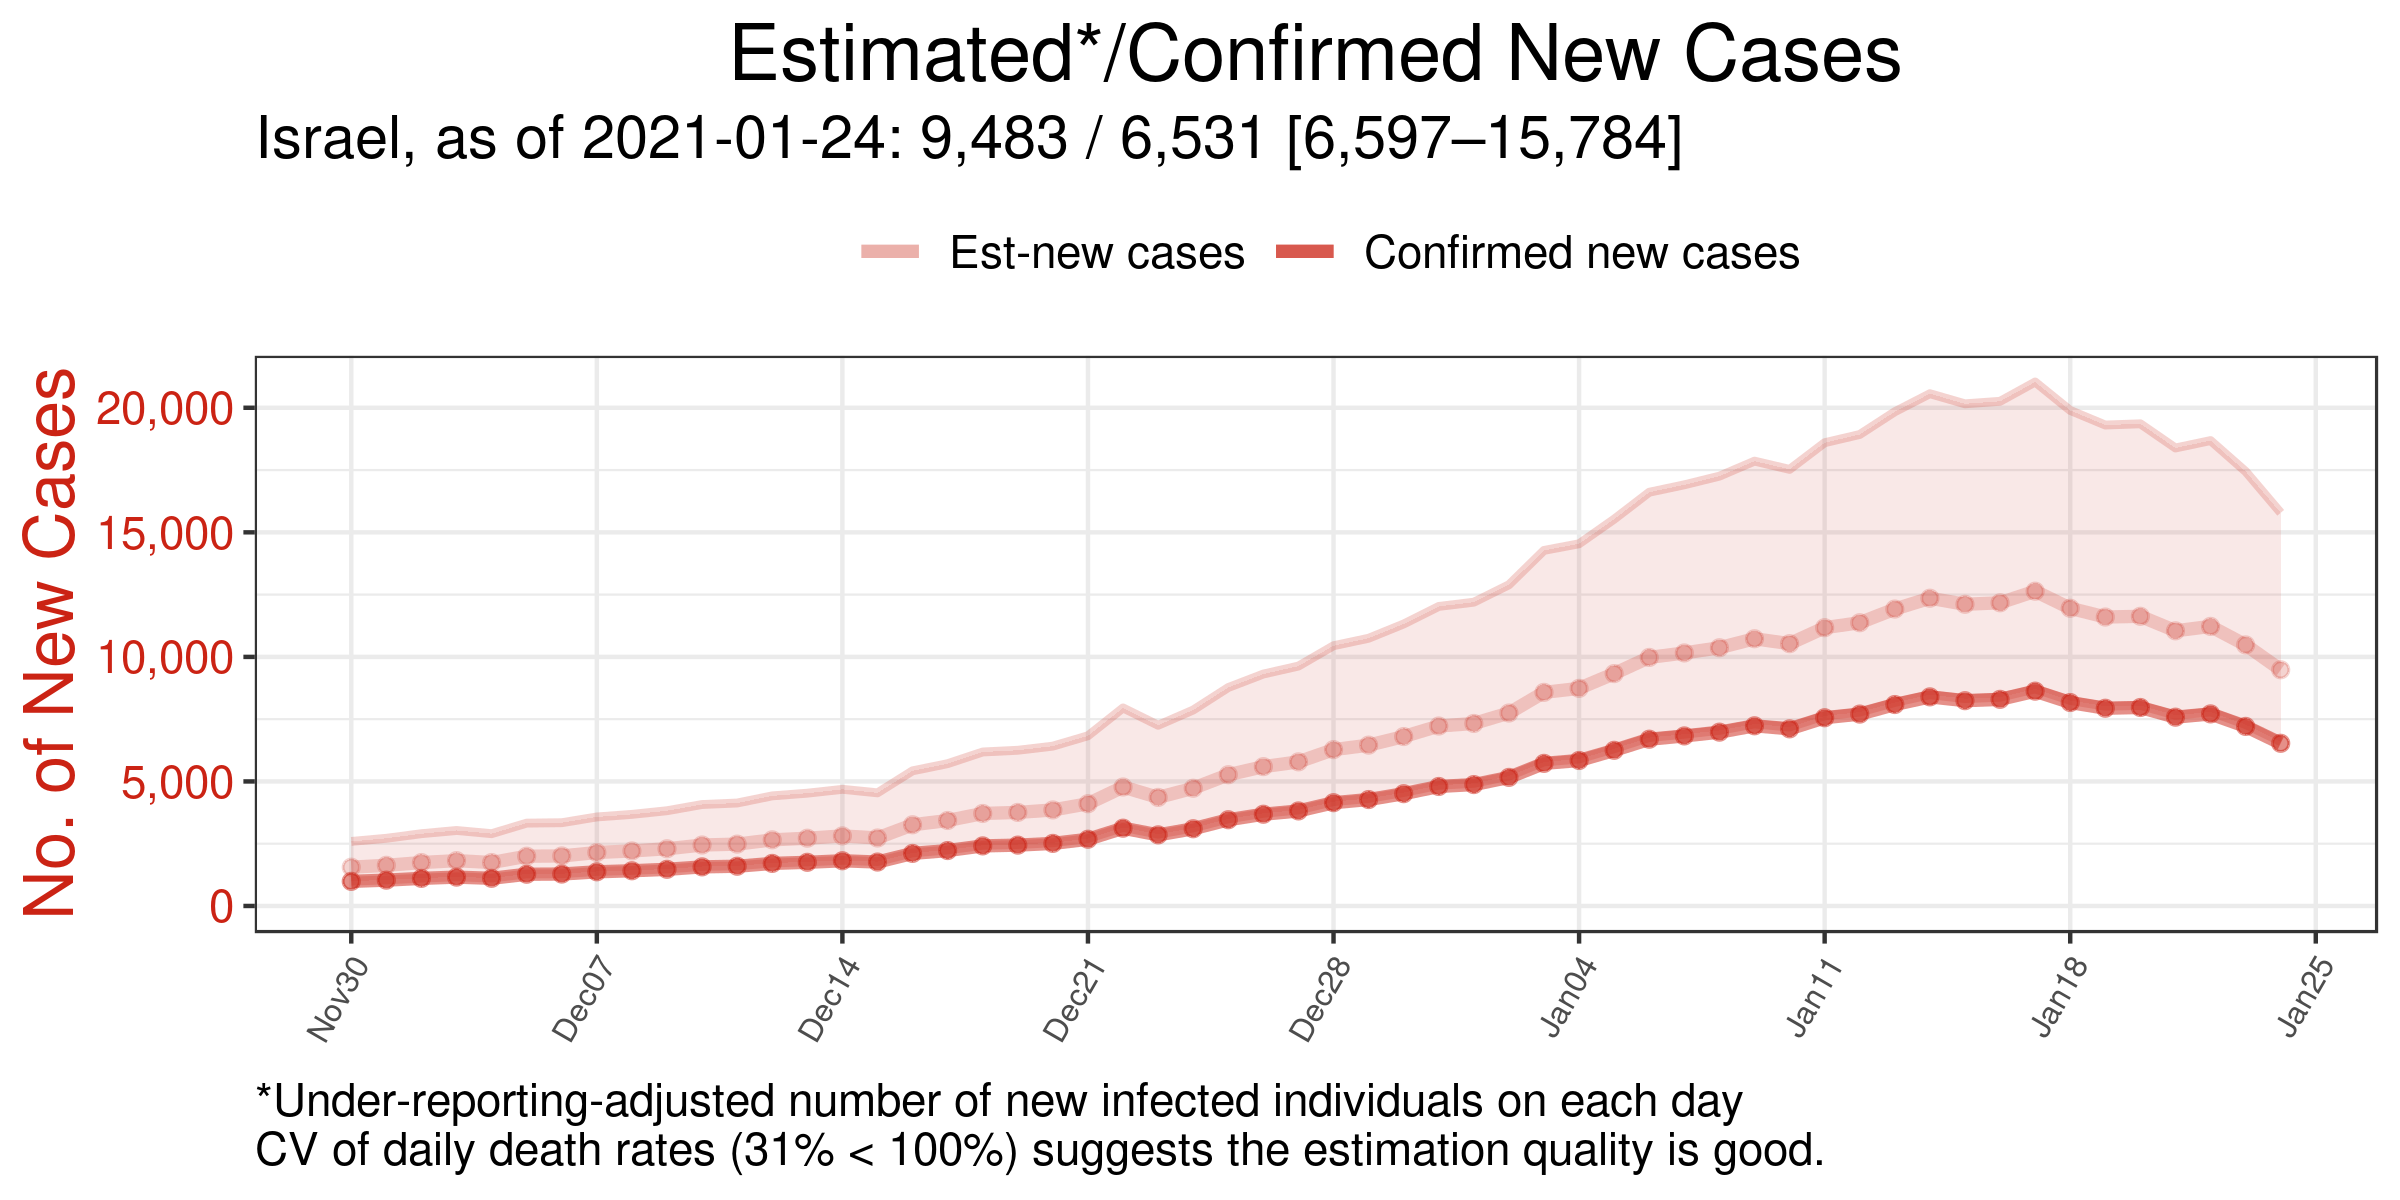 Estimated*/Confirmed New Cases
Israel, as of 2021-01-24: 9,483 / 6,531 [6,597–15,784]
Est-new cases
Confirmed new cases
No. of New Cases
20,000
15,000
10,000
5,000
0
Nov30
Dec07
Dec14
Dec21
Dec28
Jan04
Jan11
Jan18
Jan25
*Under-reporting-adjusted number of new infected individuals on each day
CV of daily death rates (31% < 100%) suggests the estimation quality is good.